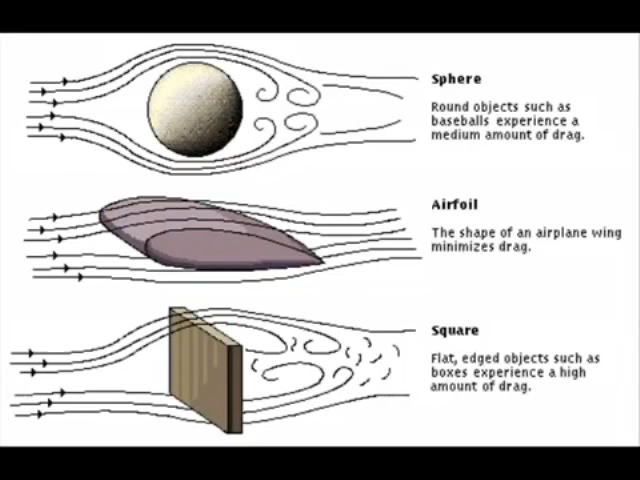 Sphere
Round objects such as
baseballs experience a
medium amount of drag.
Airfoil
The shape of an airplane wing
minimizes drag.
Square
Flat, edged objects such as
boxes experience a high
amount of drag.